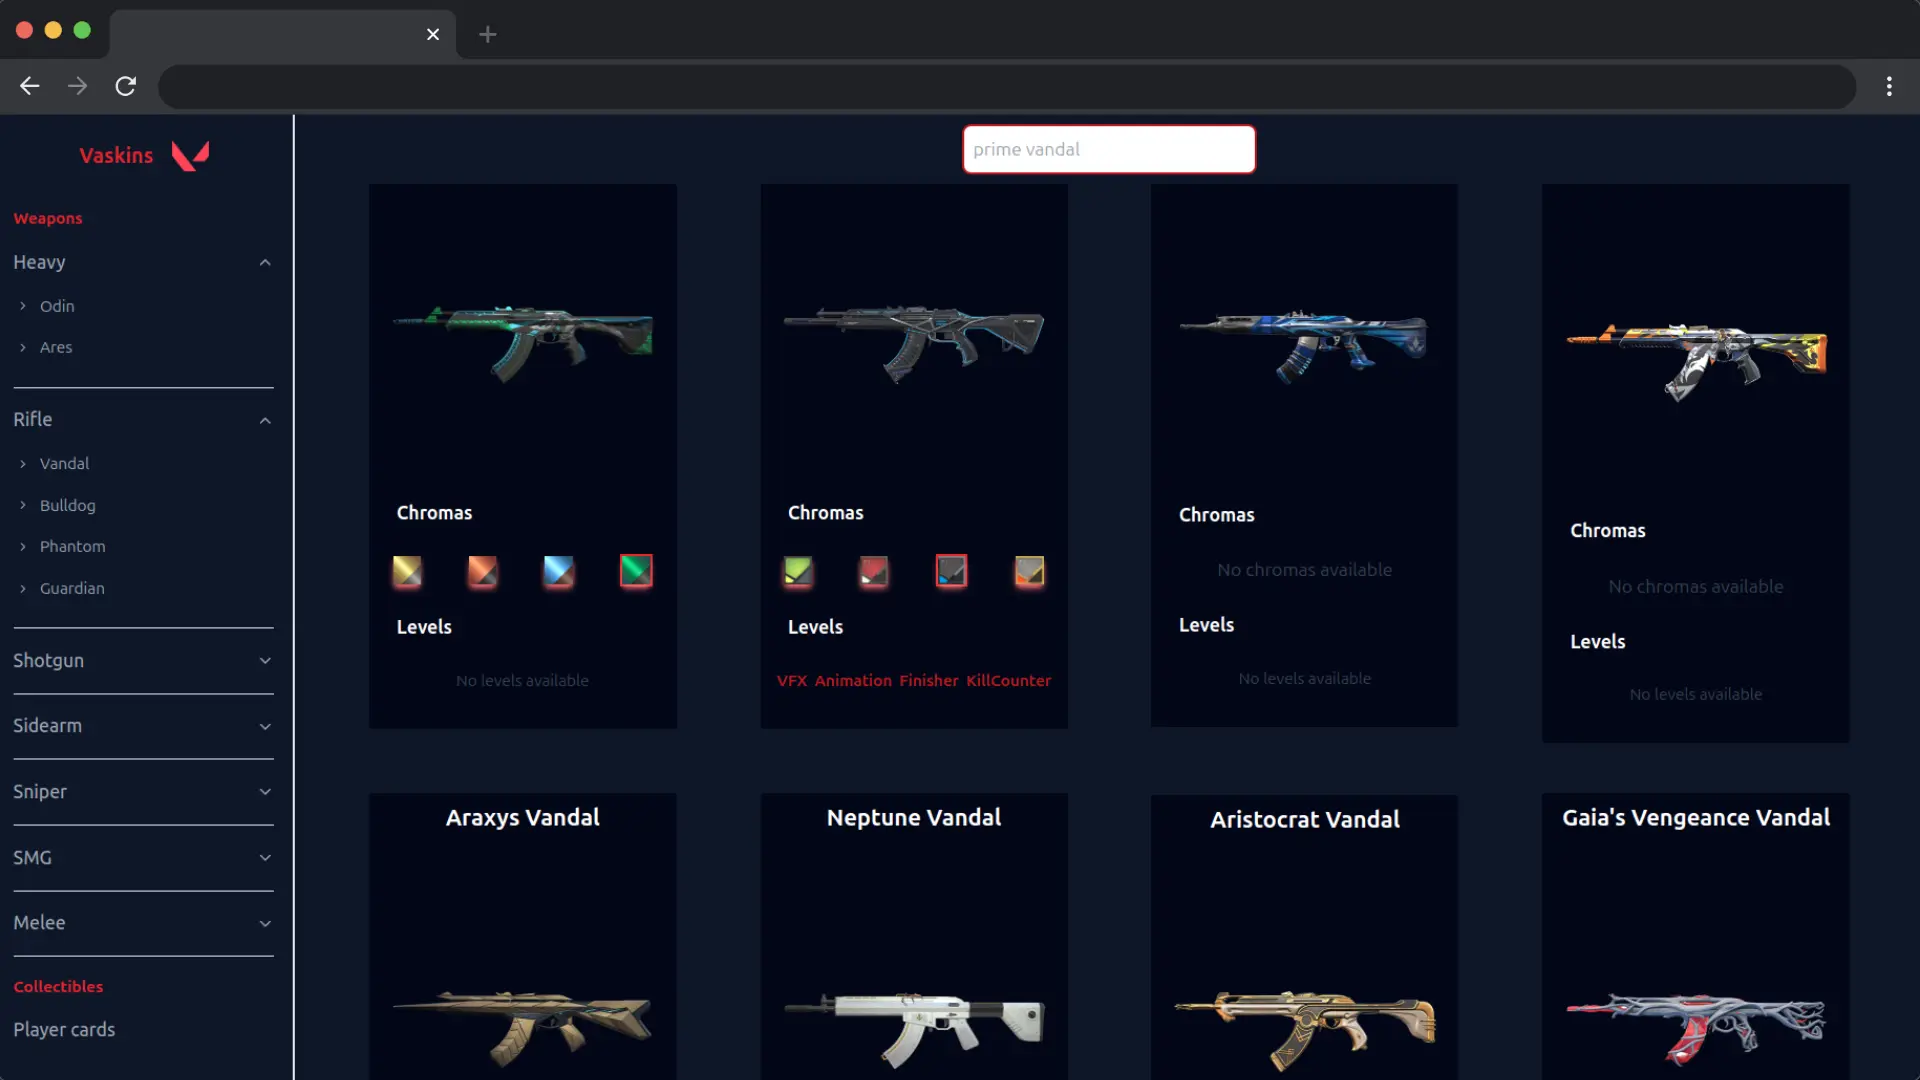 Vaskins
Weapons
Heavy
Odin
Ares
Rifle
Vandal
Bulldog
Phantom
Guardian
Shotgun
Sidearm
Sniper
SMG
Melee
Collectibles
Player cards
prime vandal
Chromas
Levels
No levels available
Chromas
Levels
VFX Animation Finisher KillCounter
Chromas
No chromas available
Levels
No levels available
Chromas
No chromas available
Levels
No levels available
Araxys Vandal
Neptune Vandal
Aristocrat Vandal
Gaia's Vengeance Vandal